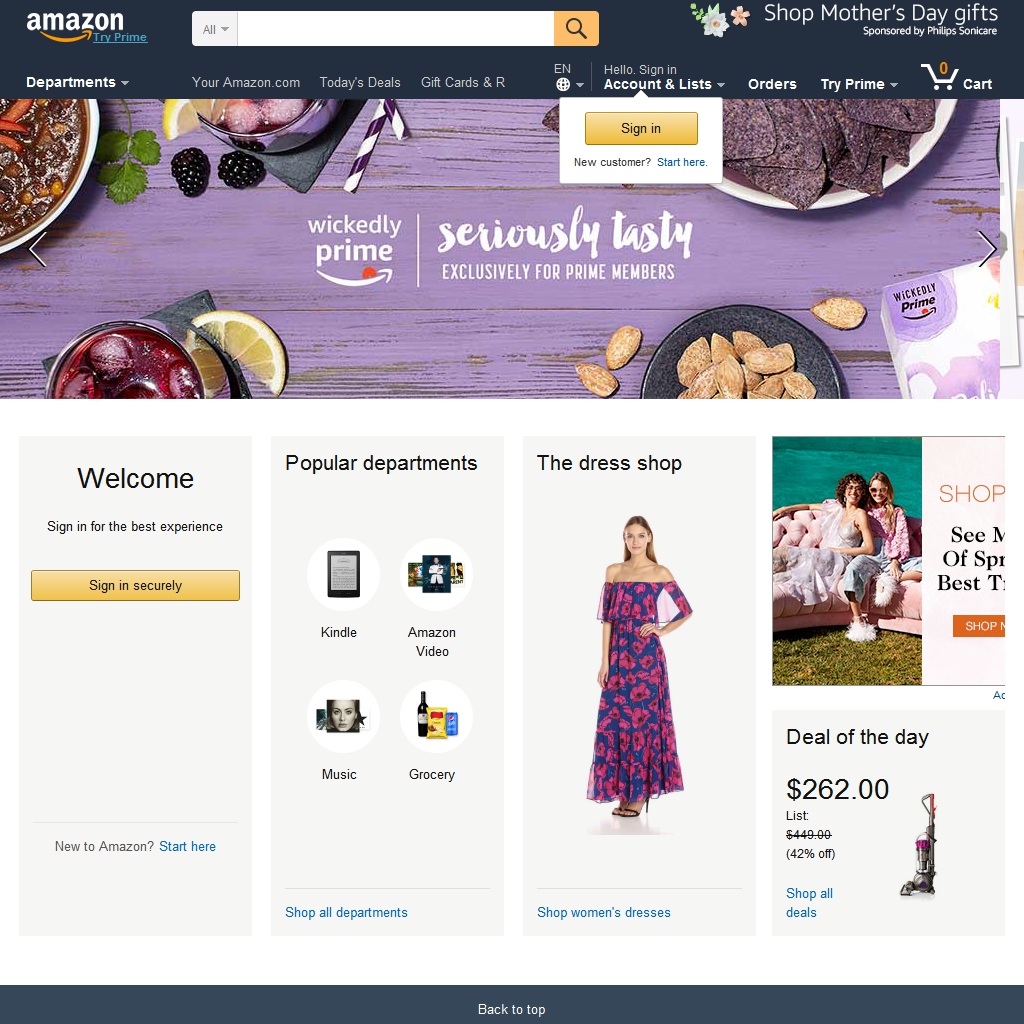 amazon
Try Prime
All
Shop Mother's Day gifts
Sponsored by Philips Sonicare
Departments
Your Amazon.com
Today's Deals
Gift Cards & R
EN
Hello. Sign in
Account & Lists
Orders
Try Prime
0
Cart
Sign in
New customer? Start here.
wickedly
prime
seriously tasty
EXCLUSIVELY FOR PRIME MEMBERS
WICKEDLY
Prime
Welcome
Sign in for the best experience
Sign in securely
New to Amazon? Start here
Popular departments
Kindle
Amazon
Video
Music
Grocery
Shop all departments
The dress shop
Shop women's dresses
SHOP
See M
Of Spr
Best Tr
SHOP N
Ad
Deal of the day
$262.00
List:
$449.00
(42% off)
Shop all
deals
Back to top